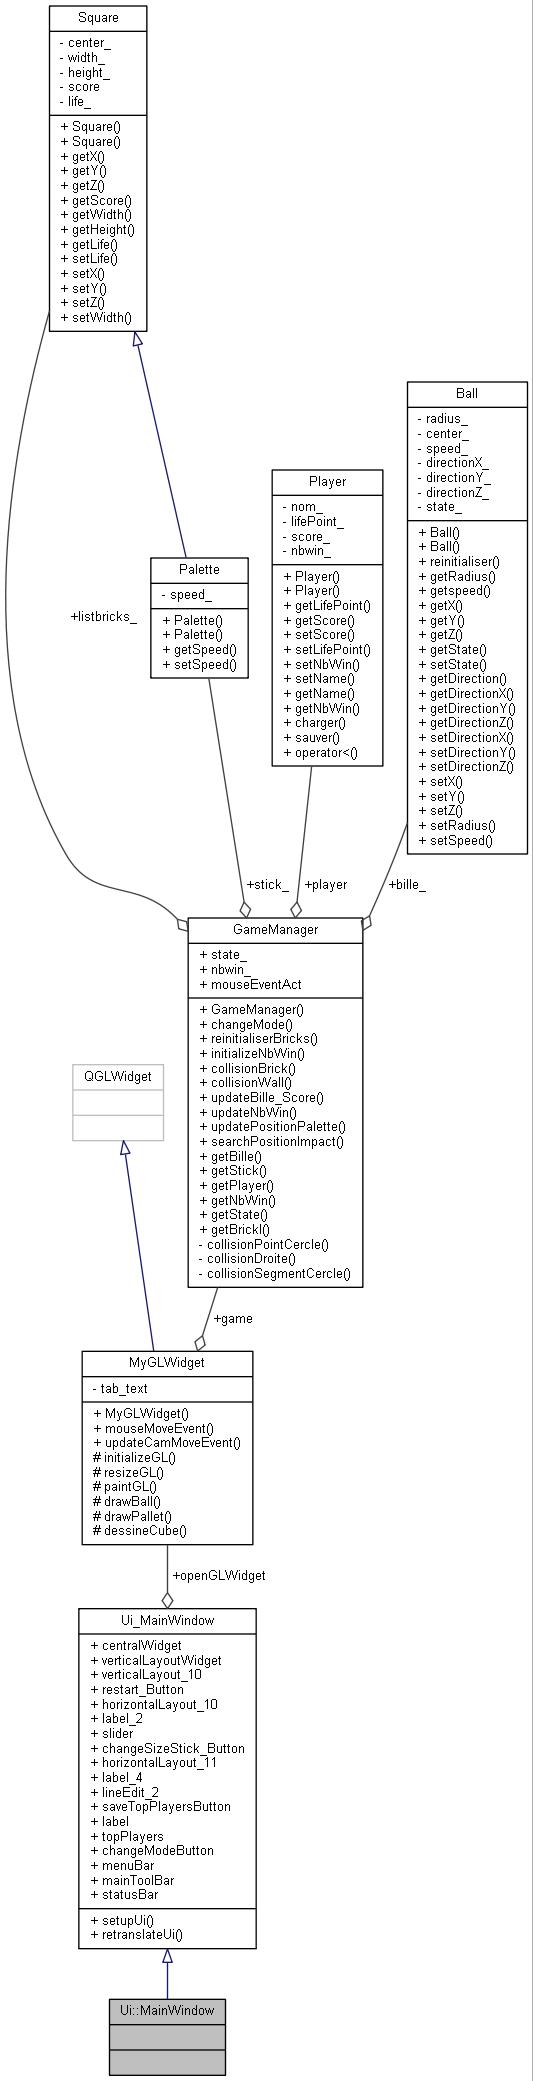 Square
- center_
- width_
- height_
- score
- life_
+ Square()
+ Square()
+ getX()
+ getY()
+ getZ()
+ getScore()
+ getWidth()
+ getHeight()
+ getLife()
+ setLife()
+ setX()
+ setY()
+ setZ()
+ setWidth()
Ball
- radius_
- center_
- speed_
- directionX_
- directionY_
- directionZ_
- state_
+ Ball()
+ Ball()
+ reinitialiser()
+ getRadius()
+ getspeed()
+ getX()
+ getY()
+ getZ()
+ getState()
+ setState()
+ getDirection()
+ getDirectionX()
+ getDirectionY()
+ getDirectionZ()
+ setDirectionX()
+ setDirectionY()
+ setDirectionZ()
+ setX()
+ setY()
+ setZ()
+ setRadius()
+ setSpeed()
Player
- nom_
- lifePoint_
- score_
- nbwin_
+ Player()
+ Player()
+ getLifePoint()
+ getScore()
+ setScore()
+ setLifePoint()
+ setNbWin()
+ setName()
+ getName()
+ getNbWin()
+ charger()
+ sauver()
+ operator<()
Palette
- speed_
+ Palette()
+ Palette()
+ getSpeed()
+ setSpeed()
+listbricks_
+stick_
+player
+bille_
GameManager
+ state_
+ nbwin_
+ mouseEventAct
+ GameManager()
+ changeMode()
+ reinitialiserBricks()
+ initializeNbWin()
+ collisionBrick()
+ collisionWall()
+ updateBille_Score()
+ updateNbWin()
+ updatePositionPalette()
+ searchPositionImpact()
+ getBille()
+ getStick()
+ getPlayer()
+ getNbWin()
+ getState()
+ getBrickI()
- collisionPointCercle()
- collisionDroite()
- collisionSegmentCercle()
QGLWidget
+game
MyGLWidget
- tab_text
+ MyGLWidget()
+ mouseMoveEvent()
+ updateCamMoveEvent()
# initializeGL()
# resizeGL()
# paintGL()
# drawBall()
# drawPallet()
# dessineCube()
+openGLWidget
Ui_MainWindow
+ centralWidget
+ verticalLayoutWidget
+ verticalLayout_10
+ restart_Button
+ horizontalLayout_10
+ label_2
+ slider
+ changeSizeStick_Button
+ horizontalLayout_11
+ label_4
+ lineEdit_2
+ saveTopPlayersButton
+ label
+ topPlayers
+ changeModeButton
+ menuBar
+ mainToolBar
+ statusBar
+ setupUi()
+ retranslateUi()
Ui::MainWindow